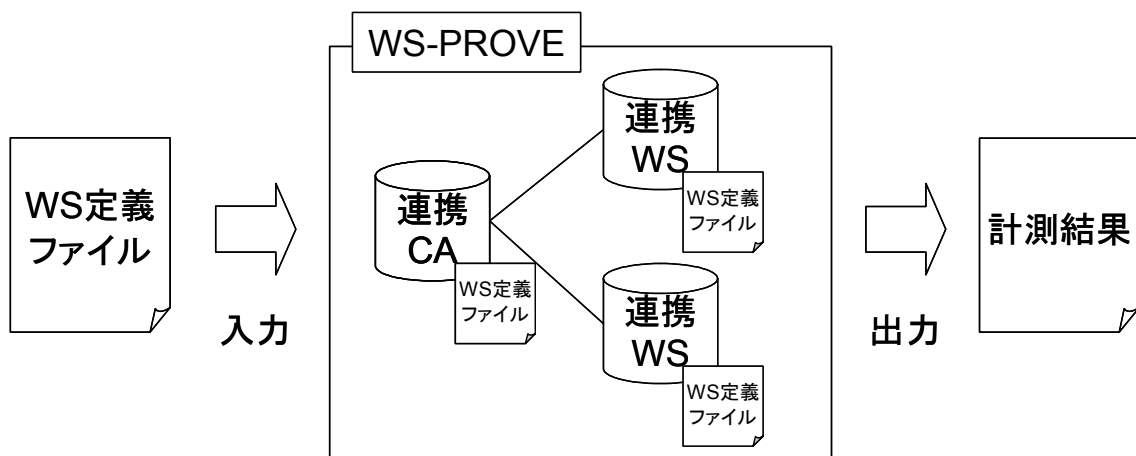 WS-PROVE
WS定義
ファイル
入力
連携
CA
WS定義
ファイル
連携
WS
WS定義
ファイル
連携
WS
WS定義
ファイル
出力
計測結果